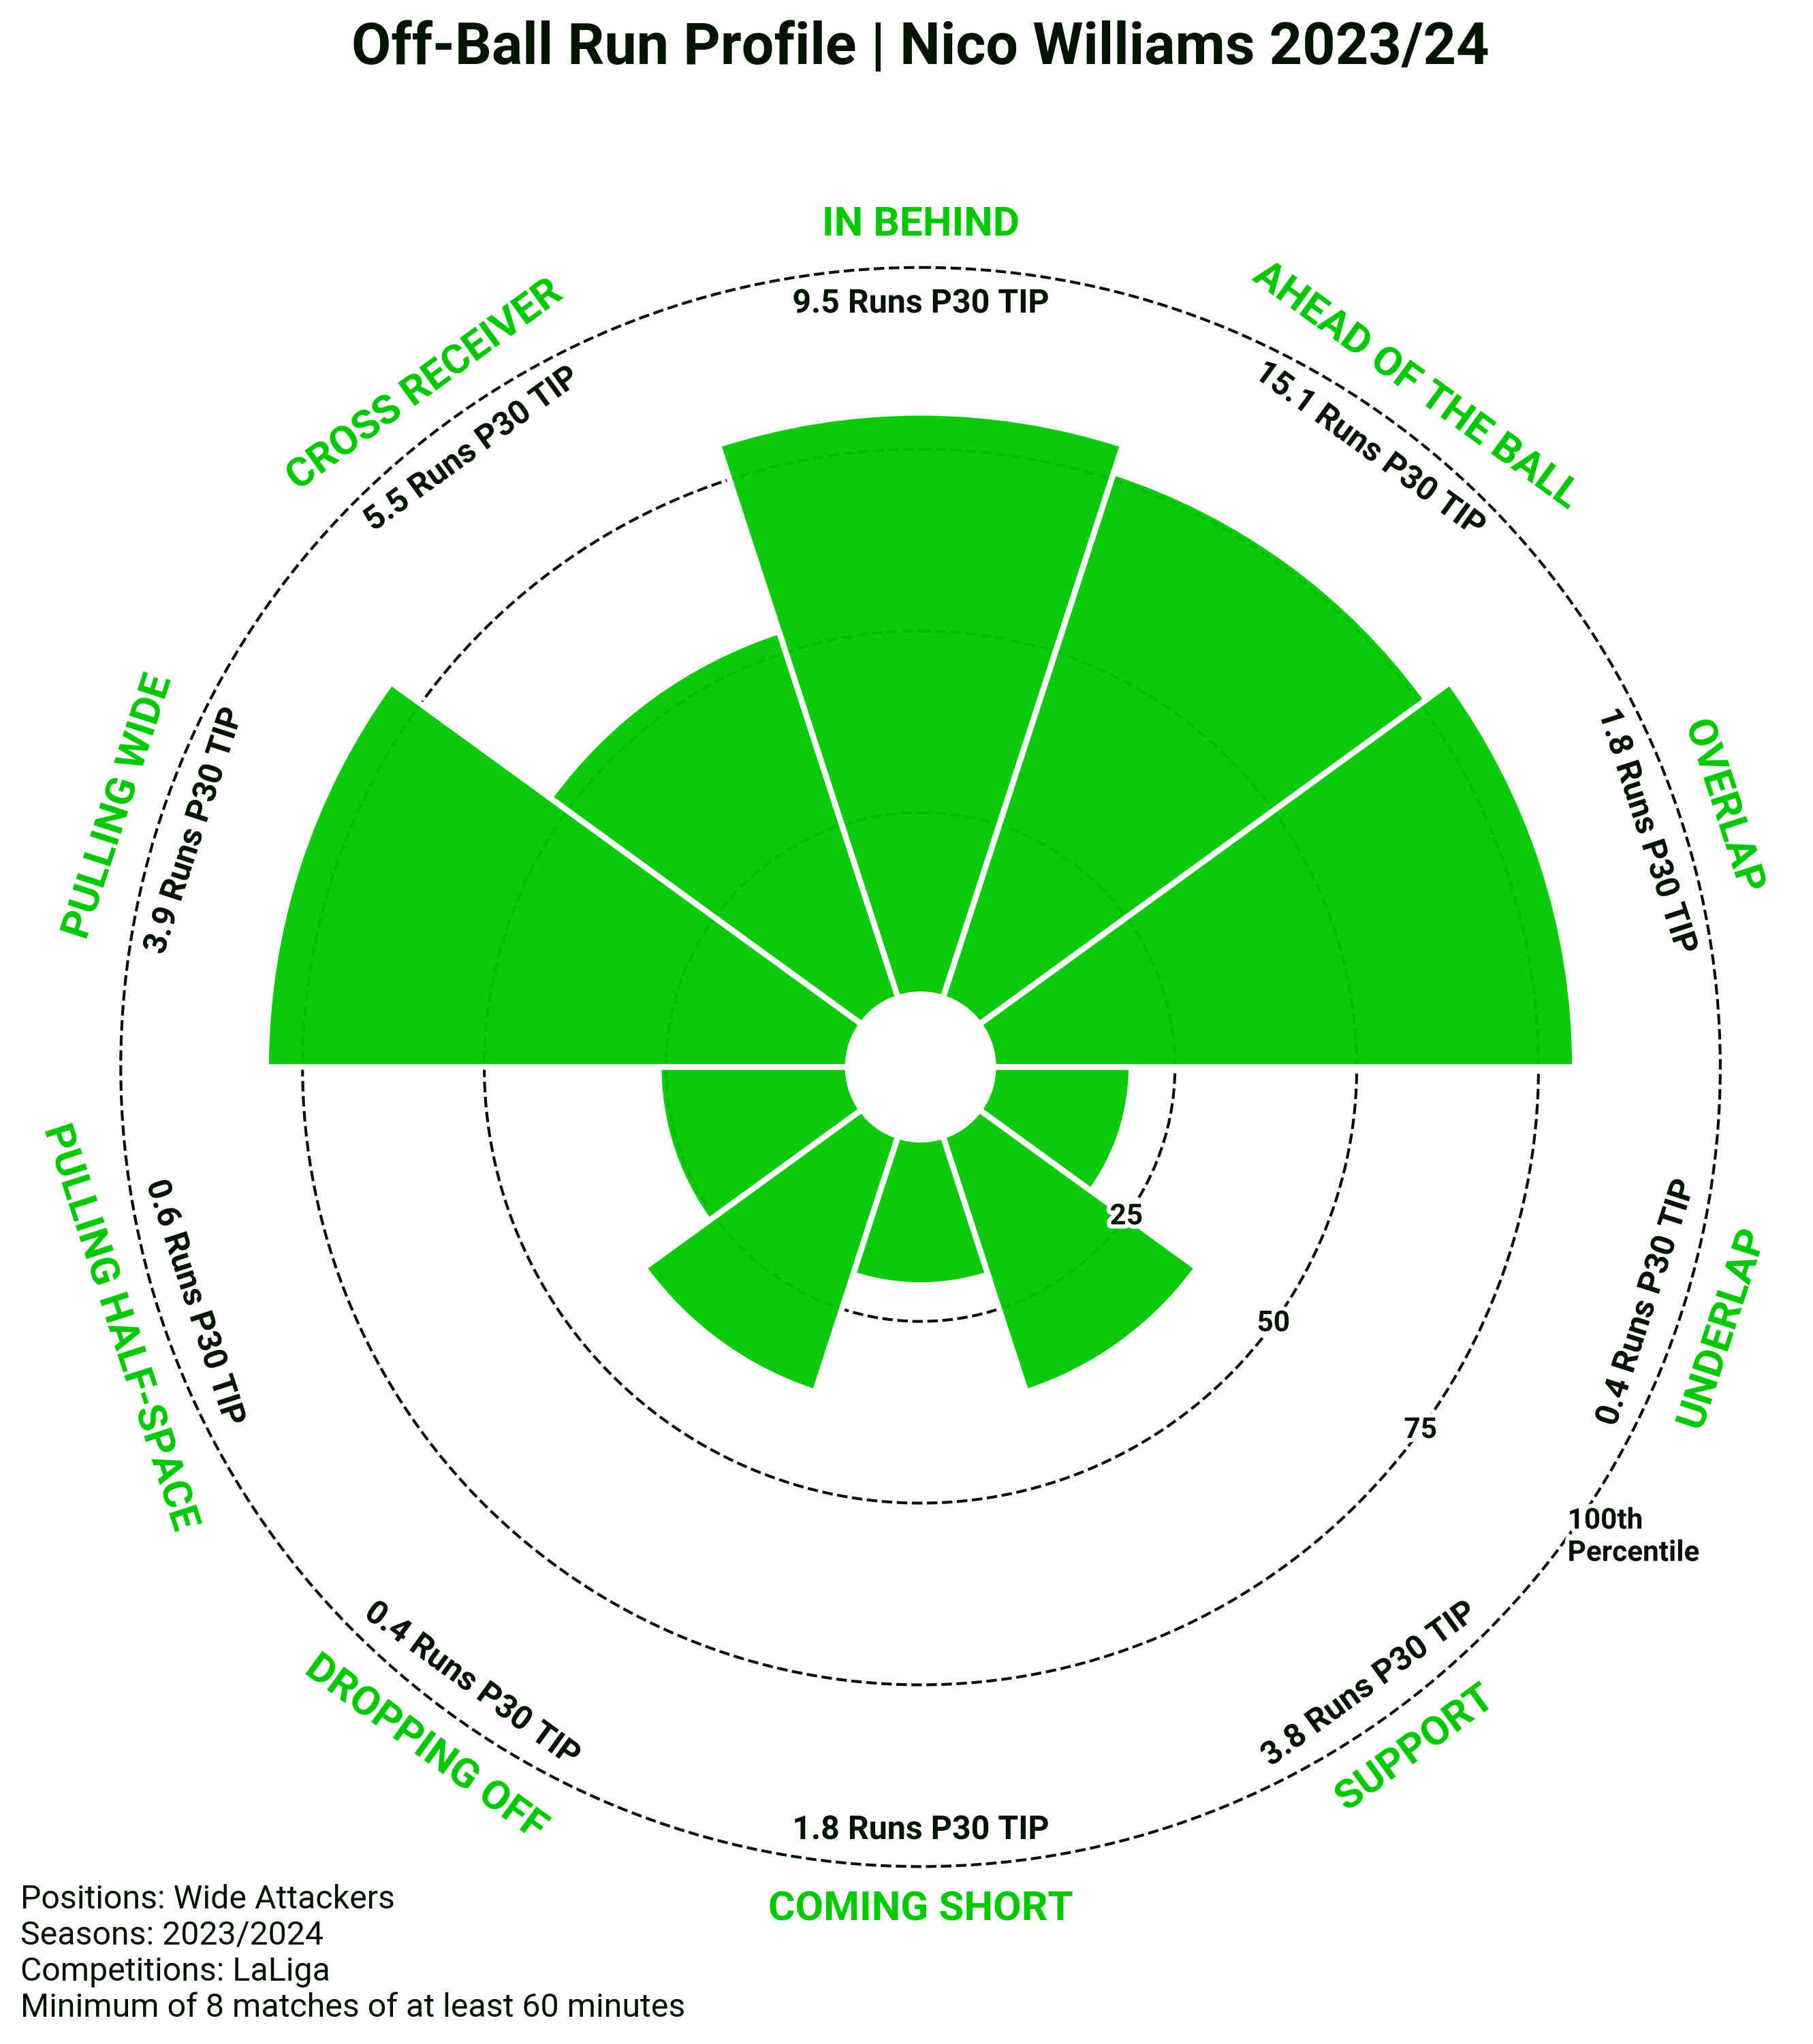 Off-Ball Run Profile | Nico Williams 2023/24
IN BEHIND
9.5 Runs P30 TIP
AHEAD OF THE BALL
15.1 Runs P30 TIP
OVERLAP
1.8 Runs P30 TIP
UNDERLAP
0.4 Runs P30 TIP
SUPPORT
3.8 Runs P30 TIP
COMING SHORT
1.8 Runs P30 TIP
DROPPING OFF
0.4 Runs P30 TIP
PULLING HALF-SPACE
0.6 Runs P30 TIP
PULLING WIDE
3.9 Runs P30 TIP
CROSS RECEIVER
5.5 Runs P30 TIP
25
50
75
100th
Percentile
Positions: Wide Attackers
Seasons: 2023/2024
Competitions: LaLiga
Minimum of 8 matches of at least 60 minutes